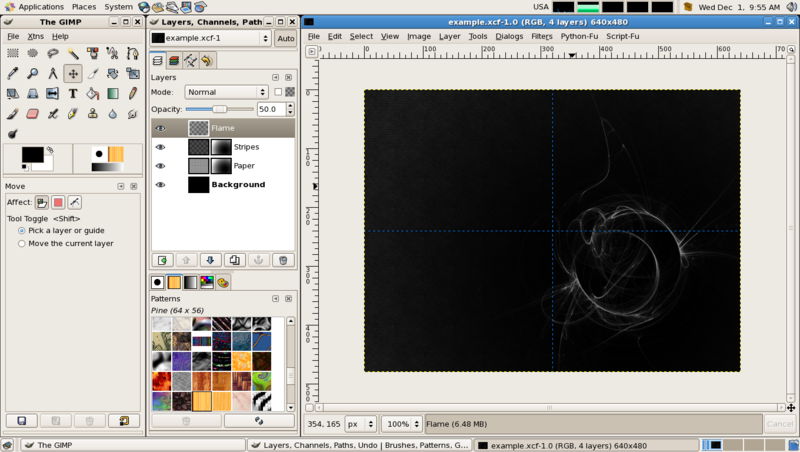 Applications Places System
USA Wed Dec 1, 9:55 AM
The GIMP
File Xtns Help
Move
Affect:
Tool Toggle <Shift>
Pick a layer or guide
Move the current layer
Layers, Channels, Path
example.xcf-1 Auto
Layers
Mode: Normal
Opacity: 50.0
Flame
Stripes
Paper
Background
Patterns
Pine (64 x 56)
example.xcf-1.0 (RGB, 4 layers) 640x480
File Edit Select View Image Layer Tools Dialogs Filters Python-Fu Script-Fu
0 100 200 300 400 500 600
0
100
200
300
400
354, 165 px 100% Flame (6.48 MB) Cancel
The GIMP
Layers, Channels, Paths, Undo | Brushes, Patterns, G...
example.xcf-1.0 (RGB, 4 layers) 640x480